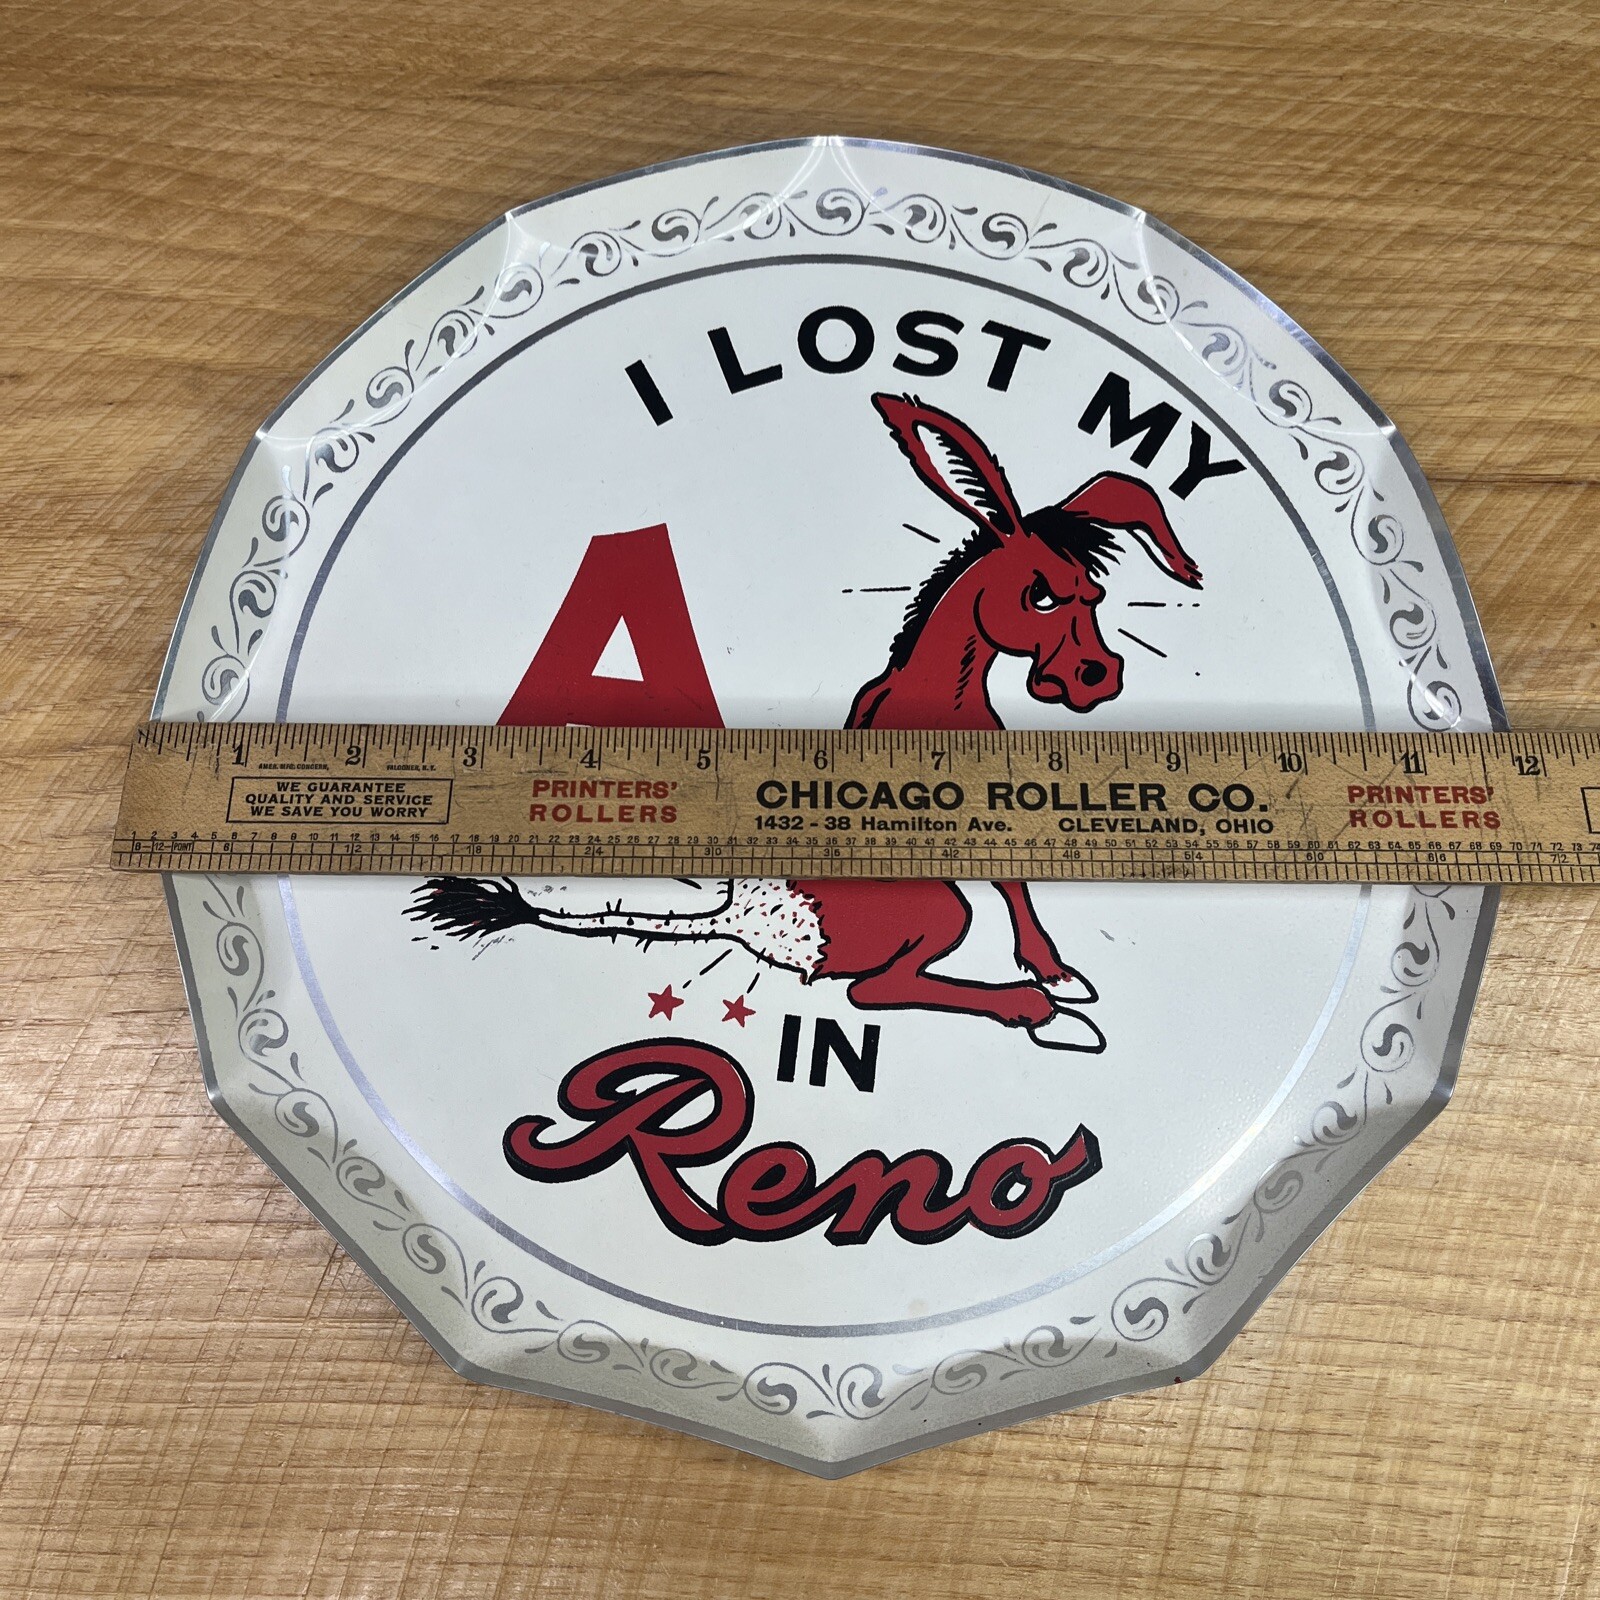 I LOST MY
A
1 2 3 4 5 6 7 8 9 10 11 12
WE GUARANTEE
QUALITY AND SERVICE
WE SAVE YOU WORRY
PRINTERS'
ROLLERS
CHICAGO ROLLER CO.
1432-38 Hamilton Ave. CLEVELAND, OHIO
PRINTERS'
ROLLERS
IN
Reno